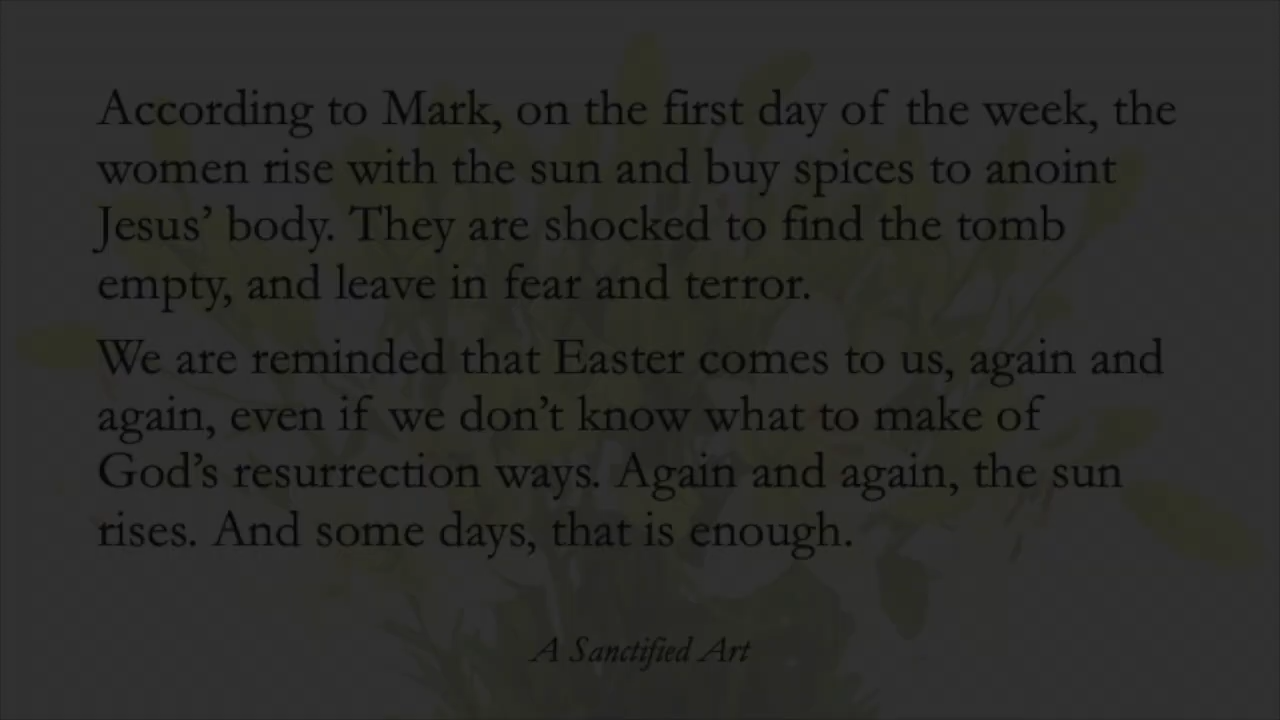 According to Mark, on the first day of the week, the
women rise with the sun and buy spices to anoint
Jesus’ body. They are shocked to find the tomb
empty, and leave in fear and terror.
We are reminded that Easter comes to us, again and
again, even if we don’t know what to make of
God’s resurrection ways. Again and again, the sun
rises. And some days, that is enough.
A Sanctified Art